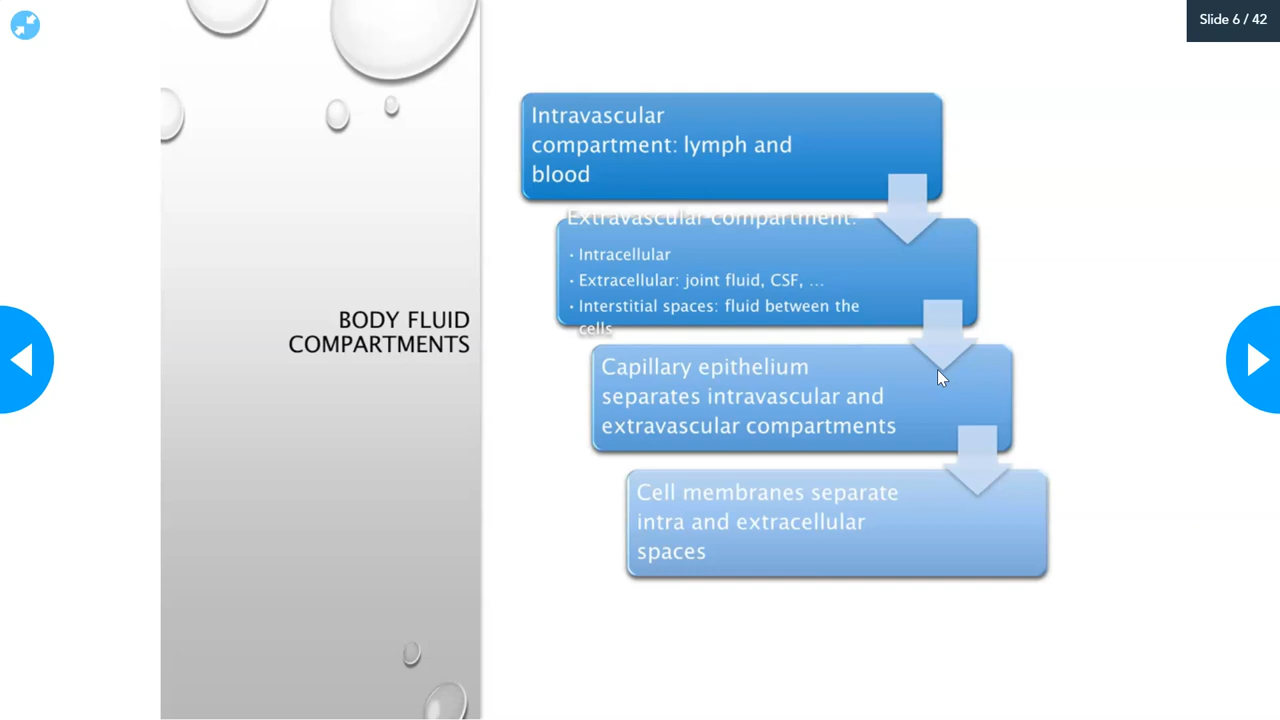 Slide 6 / 42
BODY FLUID
COMPARTMENTS
Intravascular
compartment: lymph and
blood
Extravascular compartment:
• Intracellular
• Extracellular: joint fluid, CSF, ...
• Interstitial spaces: fluid between the
cells
Capillary epithelium
separates intravascular and
extravascular compartments
Cell membranes separate
intra and extracellular
spaces